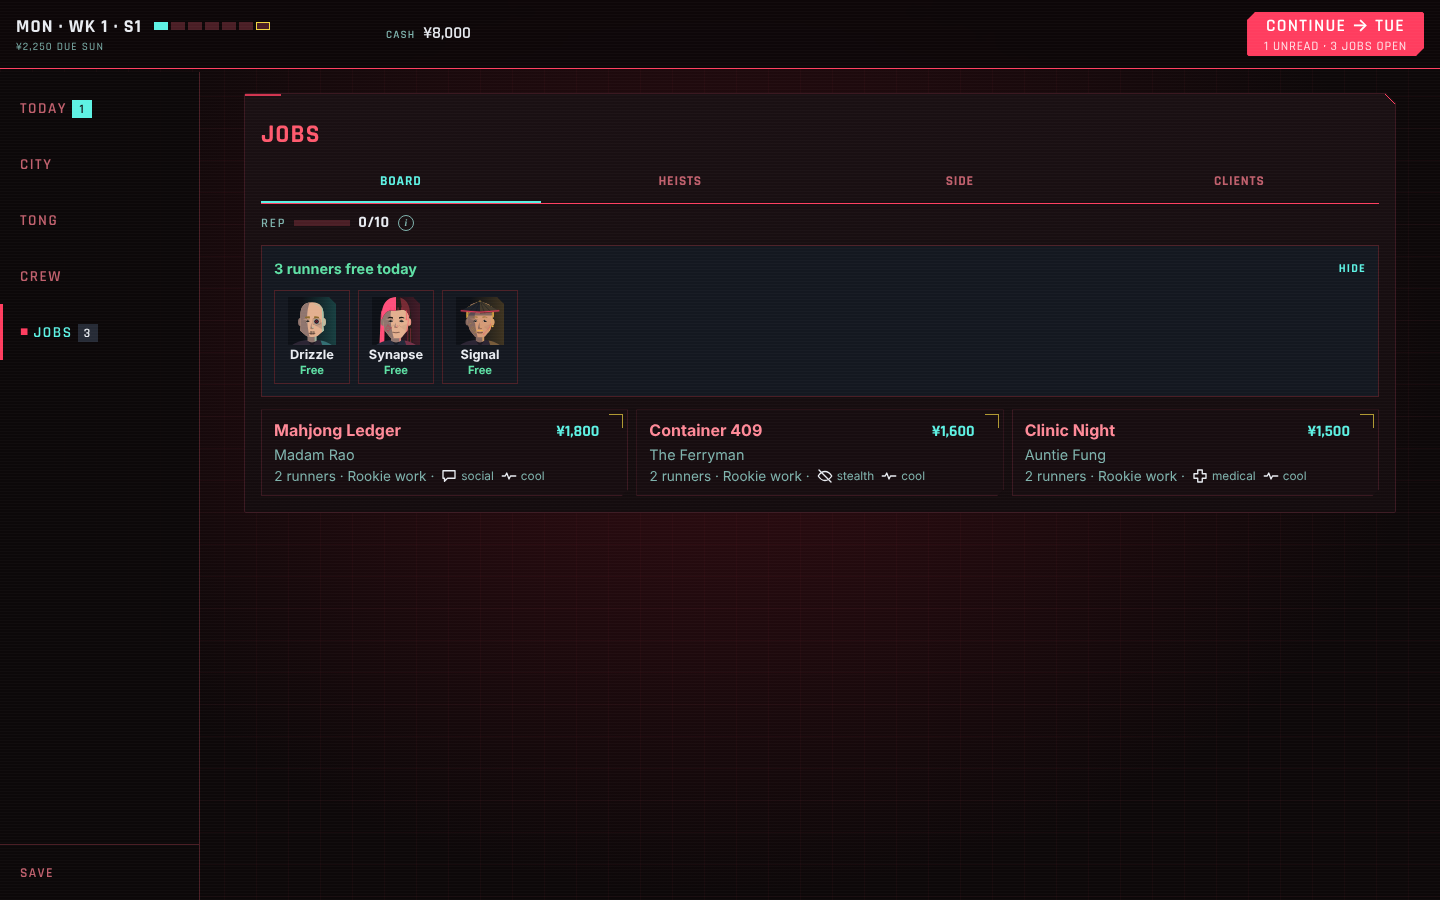 MON · WK 1 · S1
¥2,250 DUE SUN
CASH ¥8,000
CONTINUE → TUE
1 UNREAD · 3 JOBS OPEN
TODAY 1
CITY
TONG
CREW
JOBS 3
SAVE
JOBS
BOARD HEISTS SIDE CLIENTS
REP 0/10 i
3 runners free today HIDE
Drizzle Synapse Signal
Free Free Free
Mahjong Ledger ¥1,800
Madam Rao
2 runners · Rookie work · social cool
Container 409 ¥1,600
The Ferryman
2 runners · Rookie work · stealth cool
Clinic Night ¥1,500
Auntie Fung
2 runners · Rookie work · medical cool